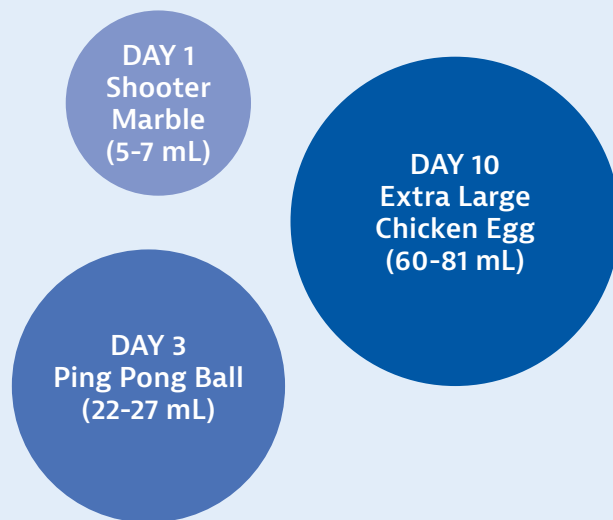 DAY 1
Shooter
Marble
(5-7 mL)
DAY 10
Extra Large
Chicken Egg
(60-81 mL)
DAY 3
Ping Pong Ball
(22-27 mL)